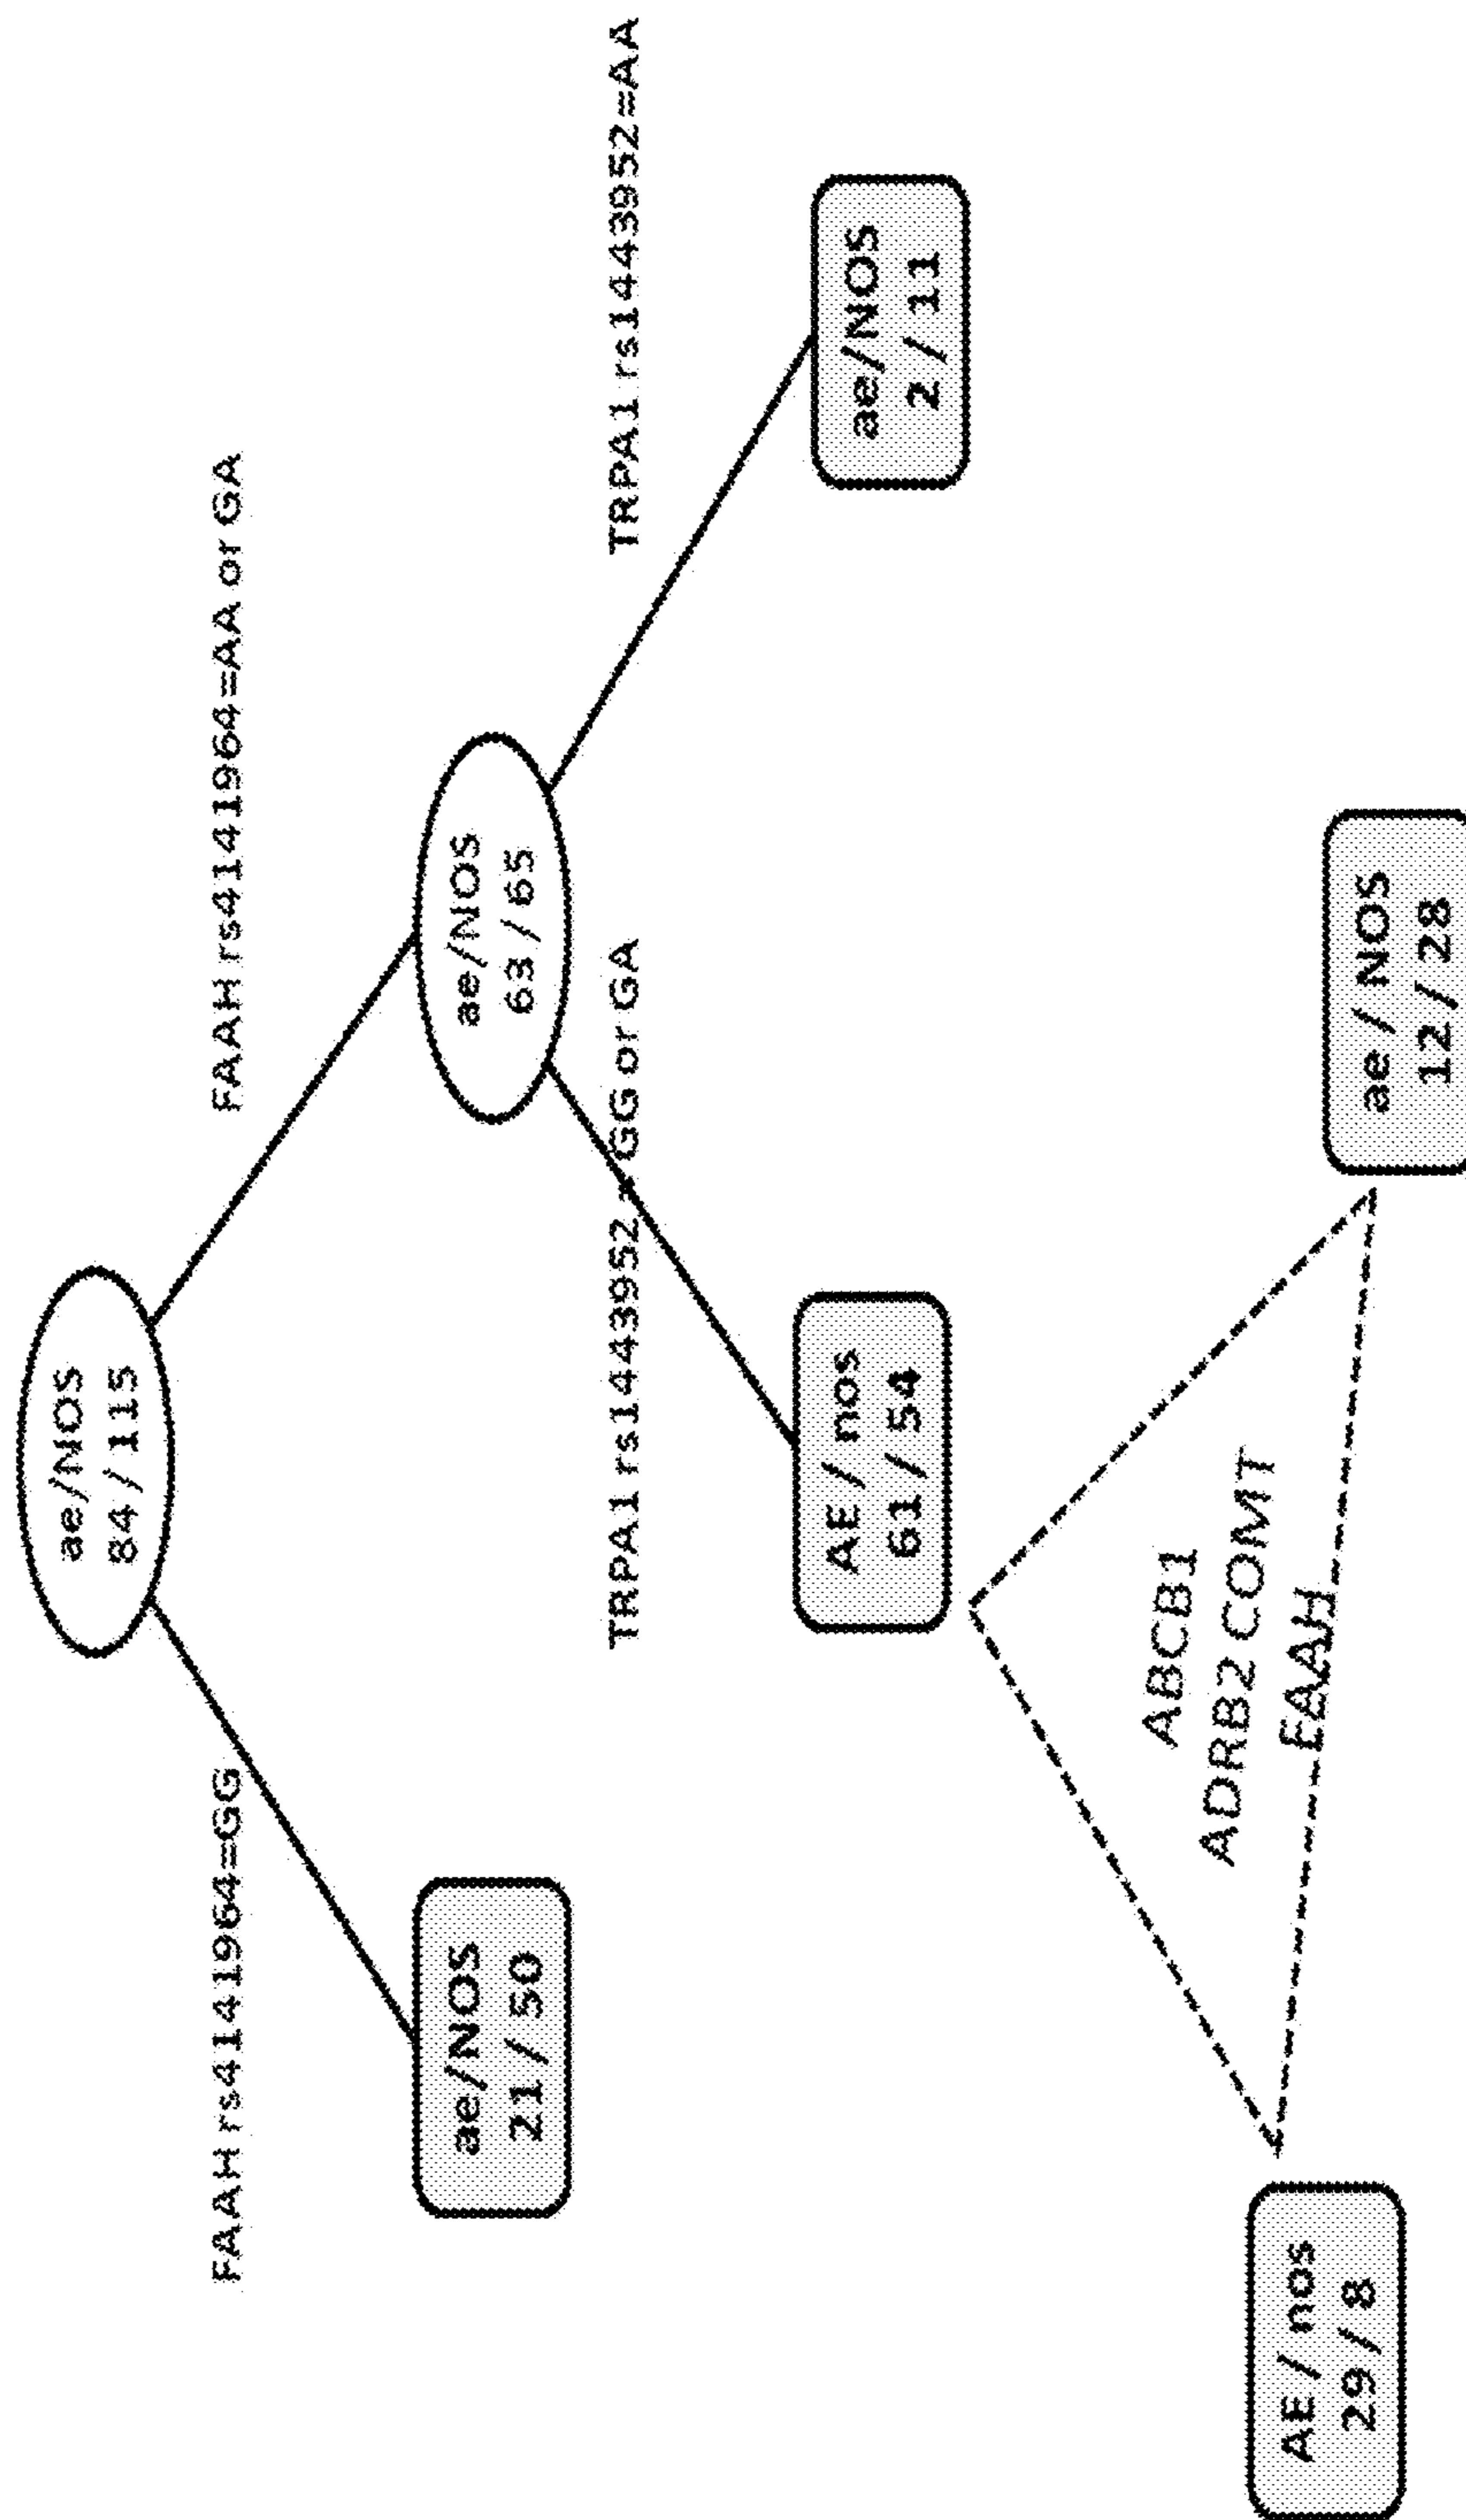 ae/NOS
84 / 115
FAAH rs4141964=GG
FAAH rs4141964=AA or GA
ae/NOS
21 / 50
ae/NOS
63 / 65
TRPA1 rs1443952 = GG or GA
TRPA1 rs1443952=AA
AE / nos
61 / 54
ae/NOS
2 / 11
ABCB1
ADRB2 COMT
FAAH
AE / nos
29 / 8
ae / NOS
12 / 28